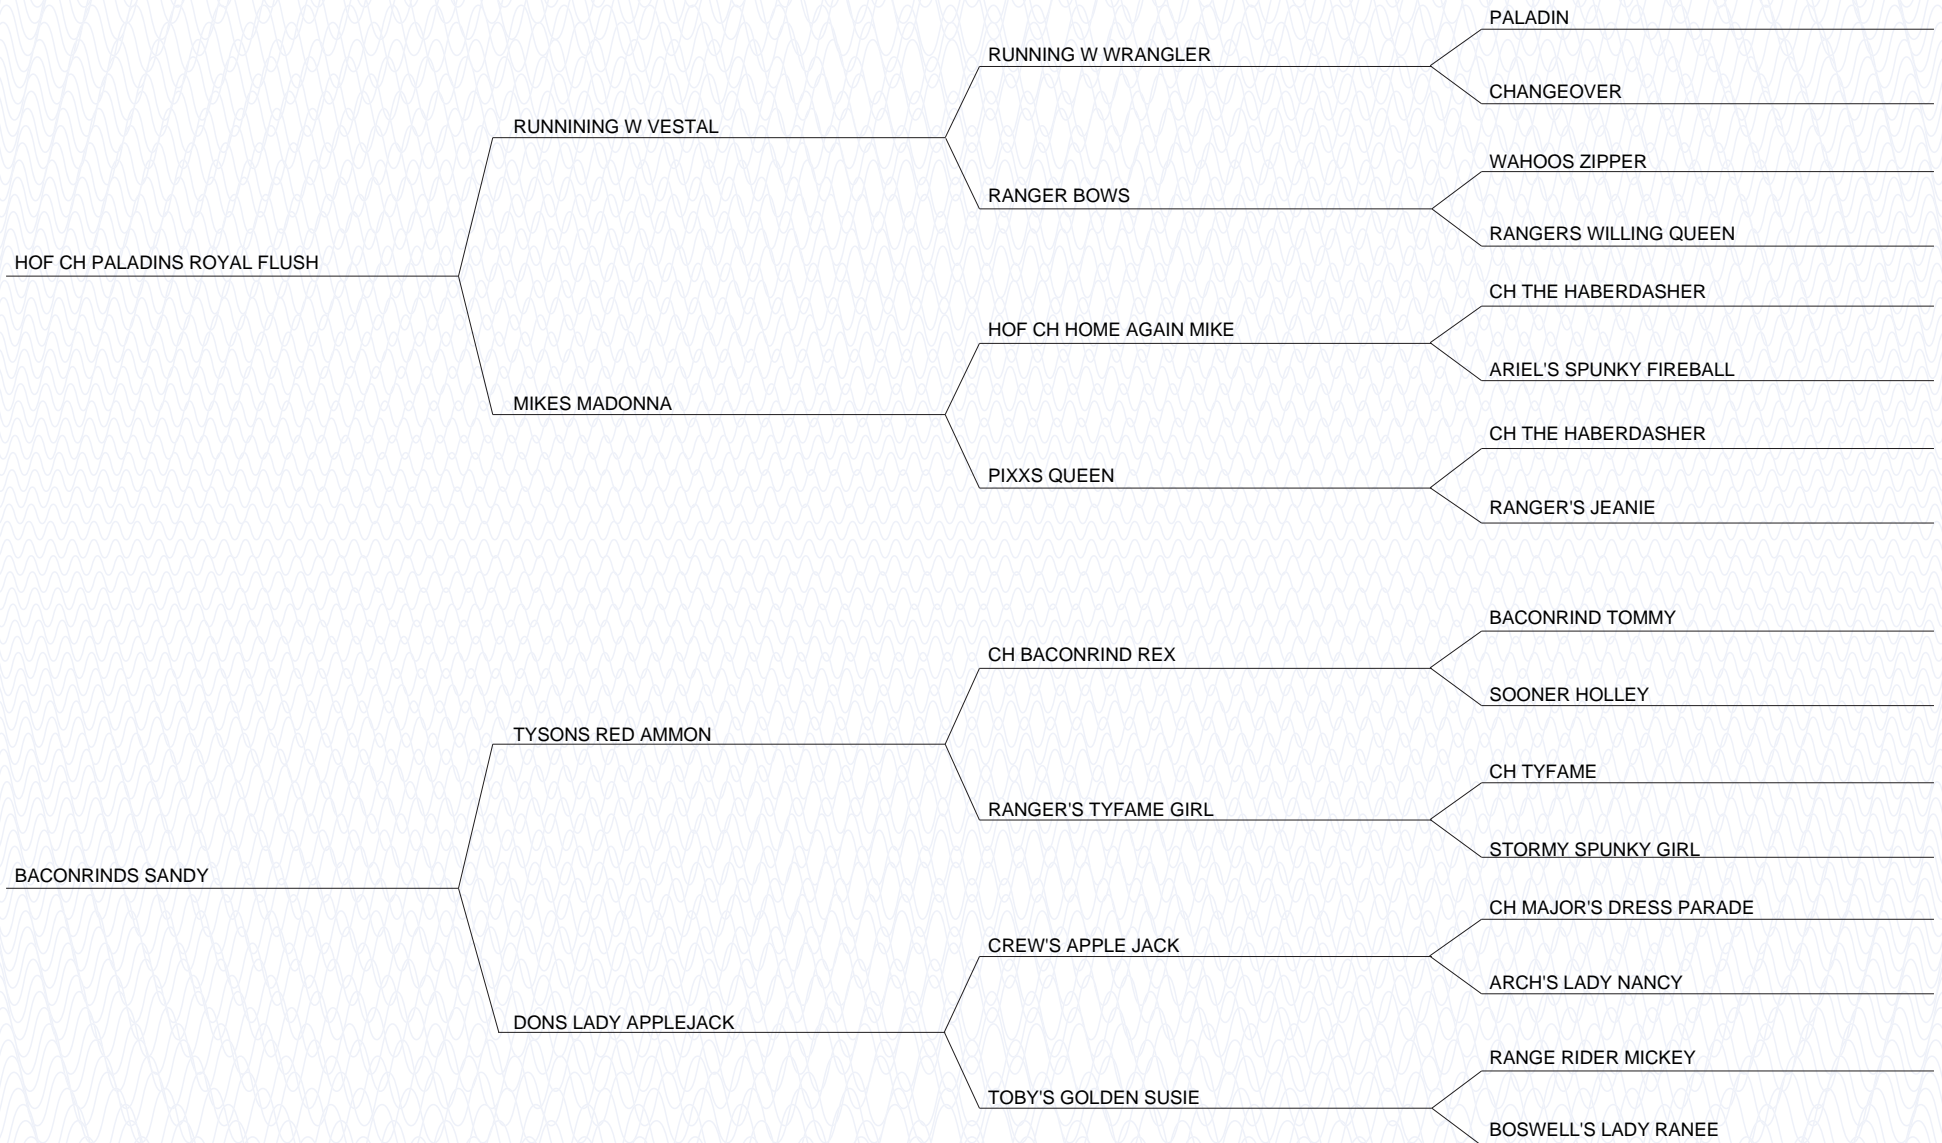 PALADIN
RUNNING W WRANGLER
CHANGEOVER
RUNNINING W VESTAL
WAHOOS ZIPPER
RANGER BOWS
RANGERS WILLING QUEEN
HOF CH PALADINS ROYAL FLUSH
CH THE HABERDASHER
HOF CH HOME AGAIN MIKE
ARIEL'S SPUNKY FIREBALL
MIKES MADONNA
CH THE HABERDASHER
PIXXS QUEEN
RANGER'S JEANIE
BACONRIND TOMMY
CH BACONRIND REX
SOONER HOLLEY
TYSONS RED AMMON
CH TYFAME
RANGER'S TYFAME GIRL
STORMY SPUNKY GIRL
BACONRINDS SANDY
CH MAJOR'S DRESS PARADE
CREW'S APPLE JACK
ARCH'S LADY NANCY
DONS LADY APPLEJACK
RANGE RIDER MICKEY
TOBY'S GOLDEN SUSIE
BOSWELL'S LADY RANEE